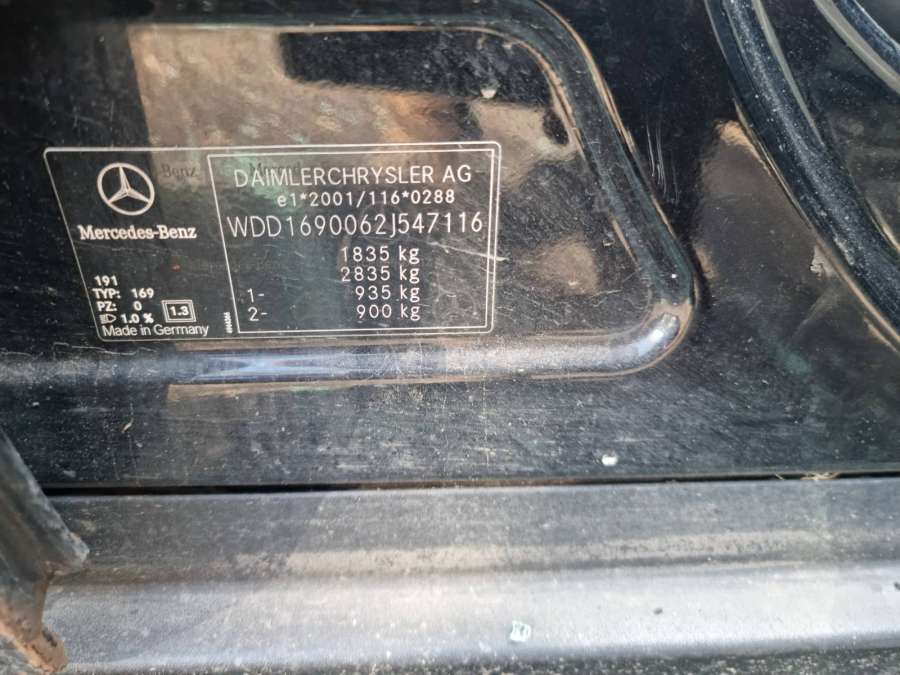 Mercedes-Benz
191
TYP: 169
PZ: 0
1.0 %
1.3
Made in Germany
DAIMLERCHRYSLER AG
e1*2001/116*0288
WDD1690062J547116
1835 kg
2835 kg
1- 935 kg
2- 900 kg